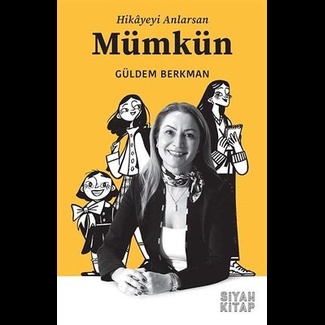 Hikâyeyi Anlarsan
Mümkün
GÜLDEM BERKMAN
SİYAH
KİTAP